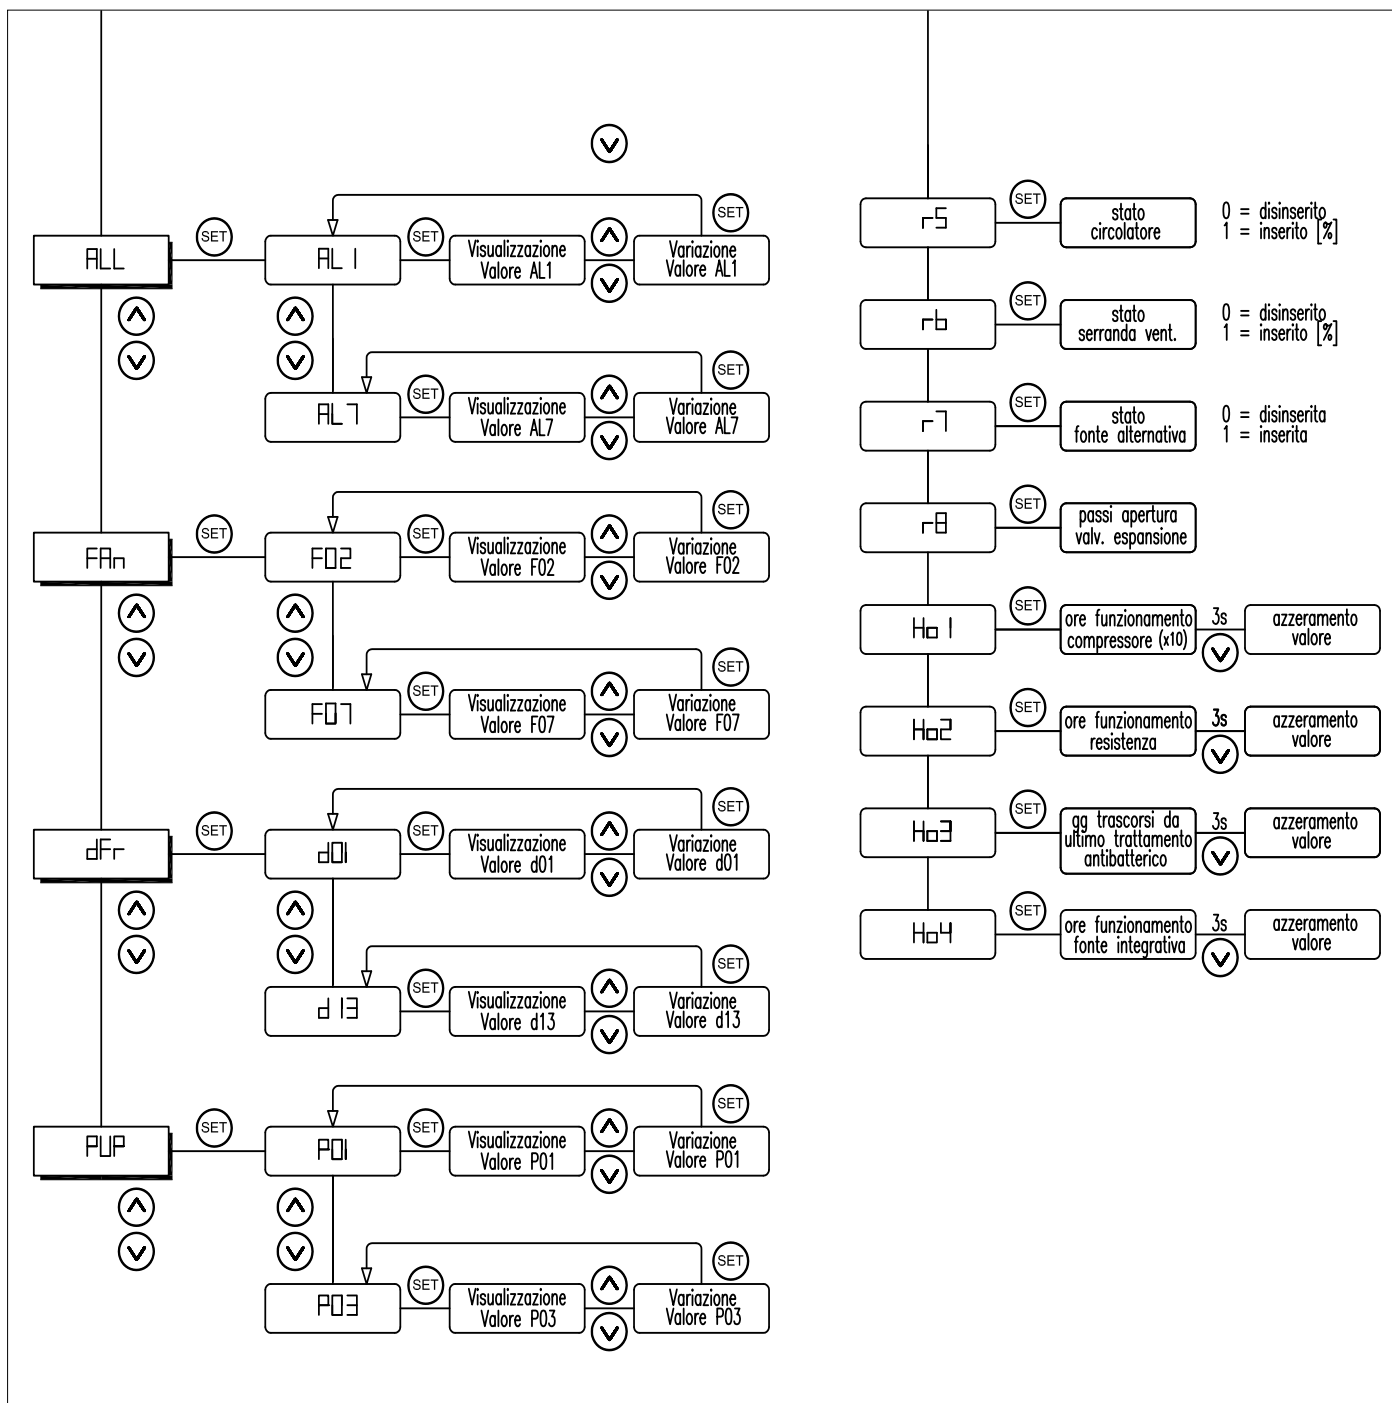 ALL
SET
AL1
SET
Visualizzazione
Valore AL1
SET
Variazione
Valore AL1
AL7
SET
Visualizzazione
Valore AL7
SET
Variazione
Valore AL7
FAn
SET
F02
SET
Visualizzazione
Valore F02
SET
Variazione
Valore F02
F07
SET
Visualizzazione
Valore F07
SET
Variazione
Valore F07
dFr
SET
d01
SET
Visualizzazione
Valore d01
SET
Variazione
Valore d01
d13
SET
Visualizzazione
Valore d13
SET
Variazione
Valore d13
PUP
SET
P01
SET
Visualizzazione
Valore P01
SET
Variazione
Valore P01
P03
SET
Visualizzazione
Valore P03
SET
Variazione
Valore P03
r5
SET
stato
circolatore
0 = disinserito
1 = inserito [%]
r6
SET
stato
serranda vent.
0 = disinserito
1 = inserito [%]
r7
SET
stato
fonte alternativa
0 = disinserita
1 = inserita
r8
SET
passi apertura
valv. espansione
Ho1
SET
ore funzionamento
compressore (x10)
3s
azzeramento
valore
Ho2
SET
ore funzionamento
resistenza
3s
azzeramento
valore
Ho3
SET
gg trascorsi da
ultimo trattamento
antibatterico
3s
azzeramento
valore
Ho4
SET
ore funzionamento
fonte integrativa
3s
azzeramento
valore